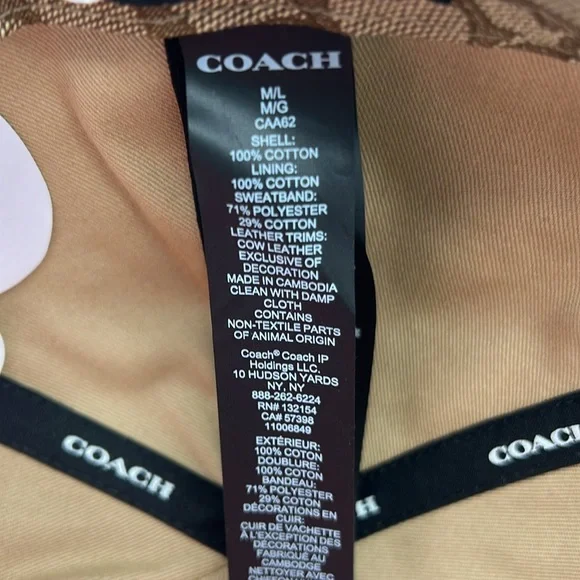 COACH
M/L
M/G
CAA62
SHELL:
100% COTTON
LINING:
100% COTTON
SWEATBAND:
71% POLYESTER
29% COTTON
LEATHER TRIMS:
COW LEATHER
EXCLUSIVE OF
DECORATION
MADE IN CAMBODIA
CLEAN WITH DAMP
CLOTH
CONTAINS
NON-TEXTILE PARTS
OF ANIMAL ORIGIN
Coach® Coach IP
Holdings LLC.
10 HUDSON YARDS
NY, NY
888-262-6224
RN# 132154
CA# 57398
11006849
EXTÉRIEUR:
100% COTON
DOUBLURE:
100% COTON
BANDEAU:
71% POLYESTER
29% COTON
DÉCORATIONS EN
CUIR:
CUIR DE VACHETTE
À L'EXCEPTION DES
DÉCORATIONS
FABRIQUÉ AU
CAMBODGE
NETTOYER AVEC
COACH
ACH
COACH